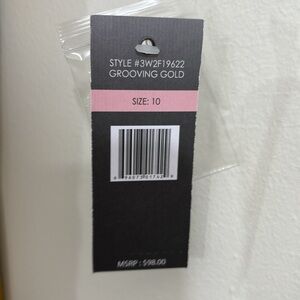 STYLE #3W2F19622
GROOVING GOLD
SIZE: 10
MSRP : $98.00